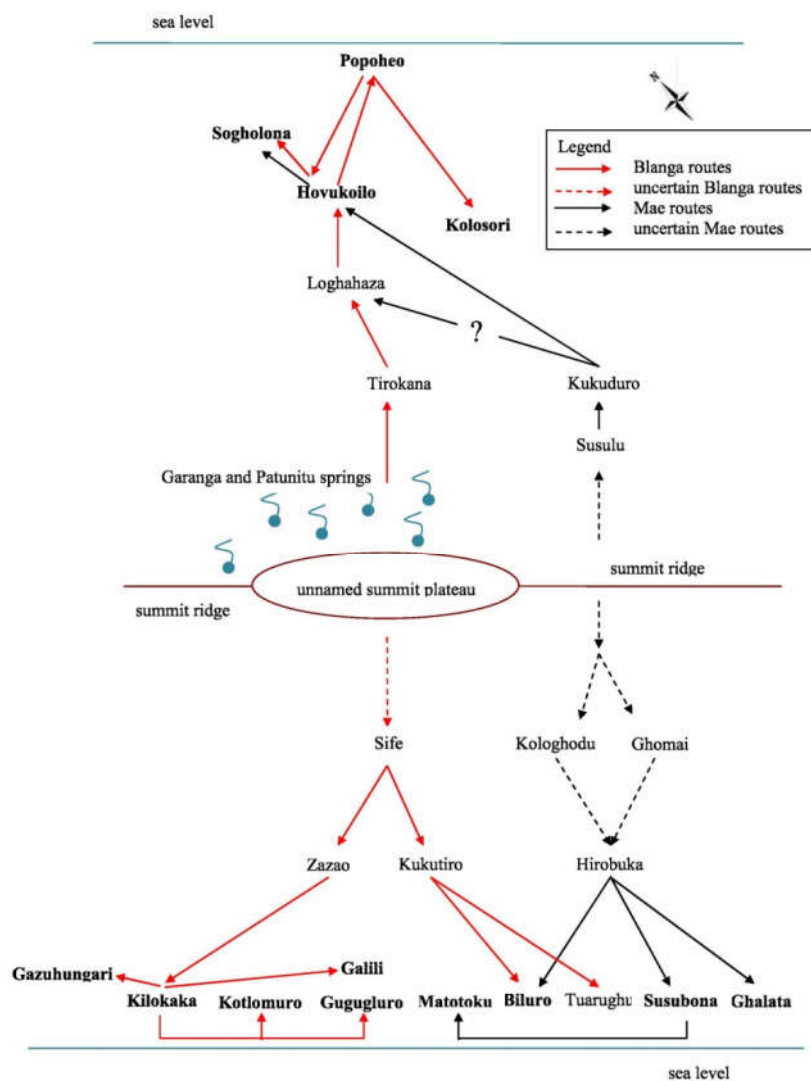 sea level
Popoheo
N
Sogholona
Legend
Blanga routes
uncertain Blanga routes
Mae routes
uncertain Mae routes
Hovukoilo
Kolosori
Loghahaza
?
Tirokana
Kukuduro
Susulu
Garanga and Patunitu springs
summit ridge
unnamed summit plateau
summit ridge
Sife
Kologhodu
Ghomai
Zazao
Kukutiro
Hirobuka
Gazuhungari
Galili
Kilokaka
Kotlomuro
Gugugluro
Matotoku
Biluro
Tuarughu
Susubona
Ghalata
sea level